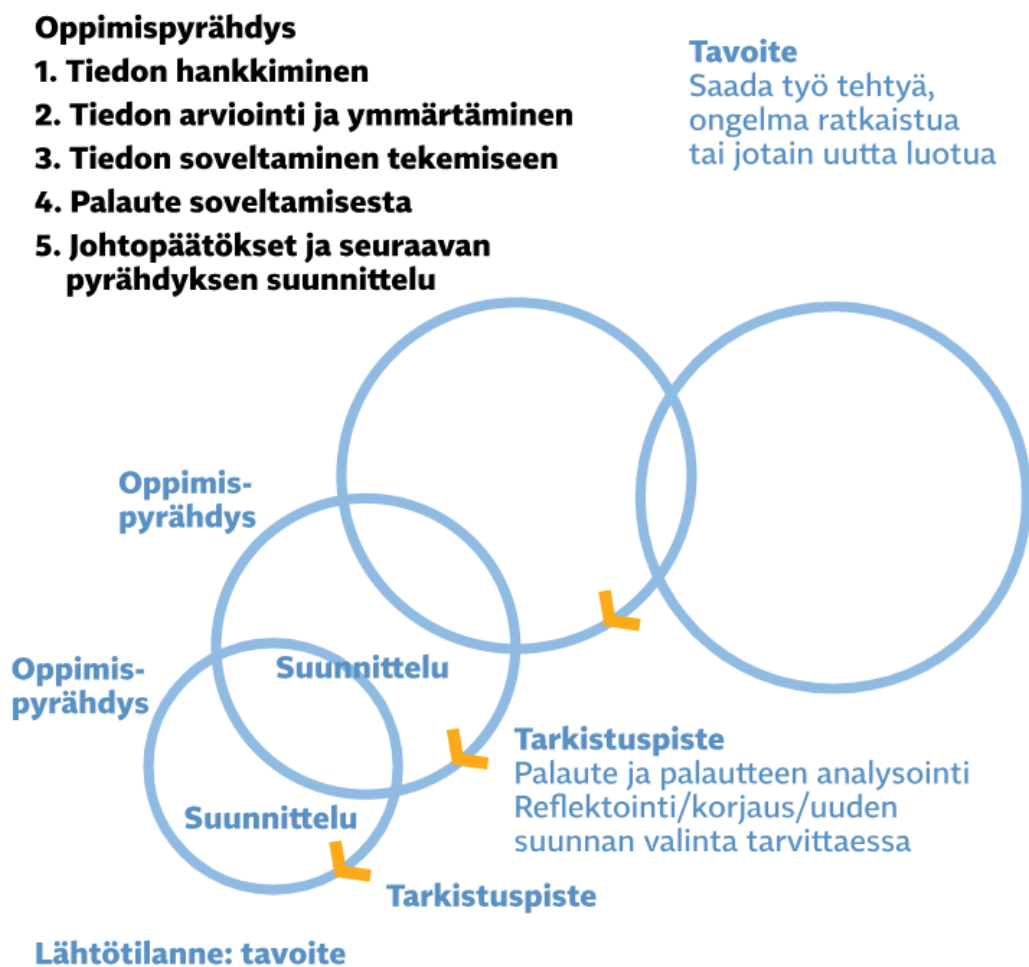 Oppimispyrähdys
1. Tiedon hankkiminen
2. Tiedon arviointi ja ymmärtäminen
3. Tiedon soveltaminen tekemiseen
4. Palaute soveltamisesta
5. Johtopäätökset ja seuraavan
pyrähdyksen suunnittelu
Tavoite
Saada työ tehtyä,
ongelma ratkaistua
tai jotain uutta luotua
Oppimis-
pyrähdys
Oppimis-
pyrähdys
Suunnittelu
Tarkistuspiste
Palaute ja palautteen analysointi
Reflektointi/korjaus/uuden
suunnan valinta tarvittaessa
Suunnittelu
Tarkistuspiste
Lähtötilanne: tavoite